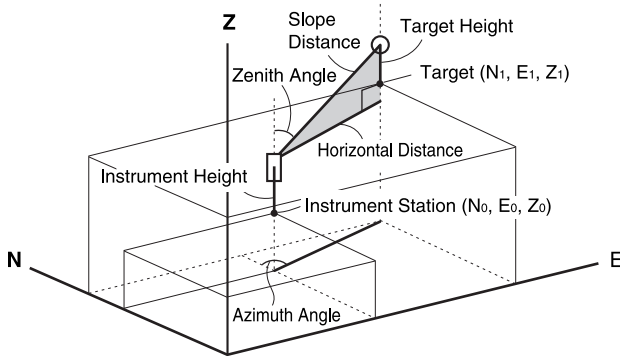 Z
Slope
Distance
Target Height
Zenith Angle
Target (N1, E1, Z1)
Horizontal Distance
Instrument Height
Instrument Station (N0, E0, Z0)
N
E
Azimuth Angle